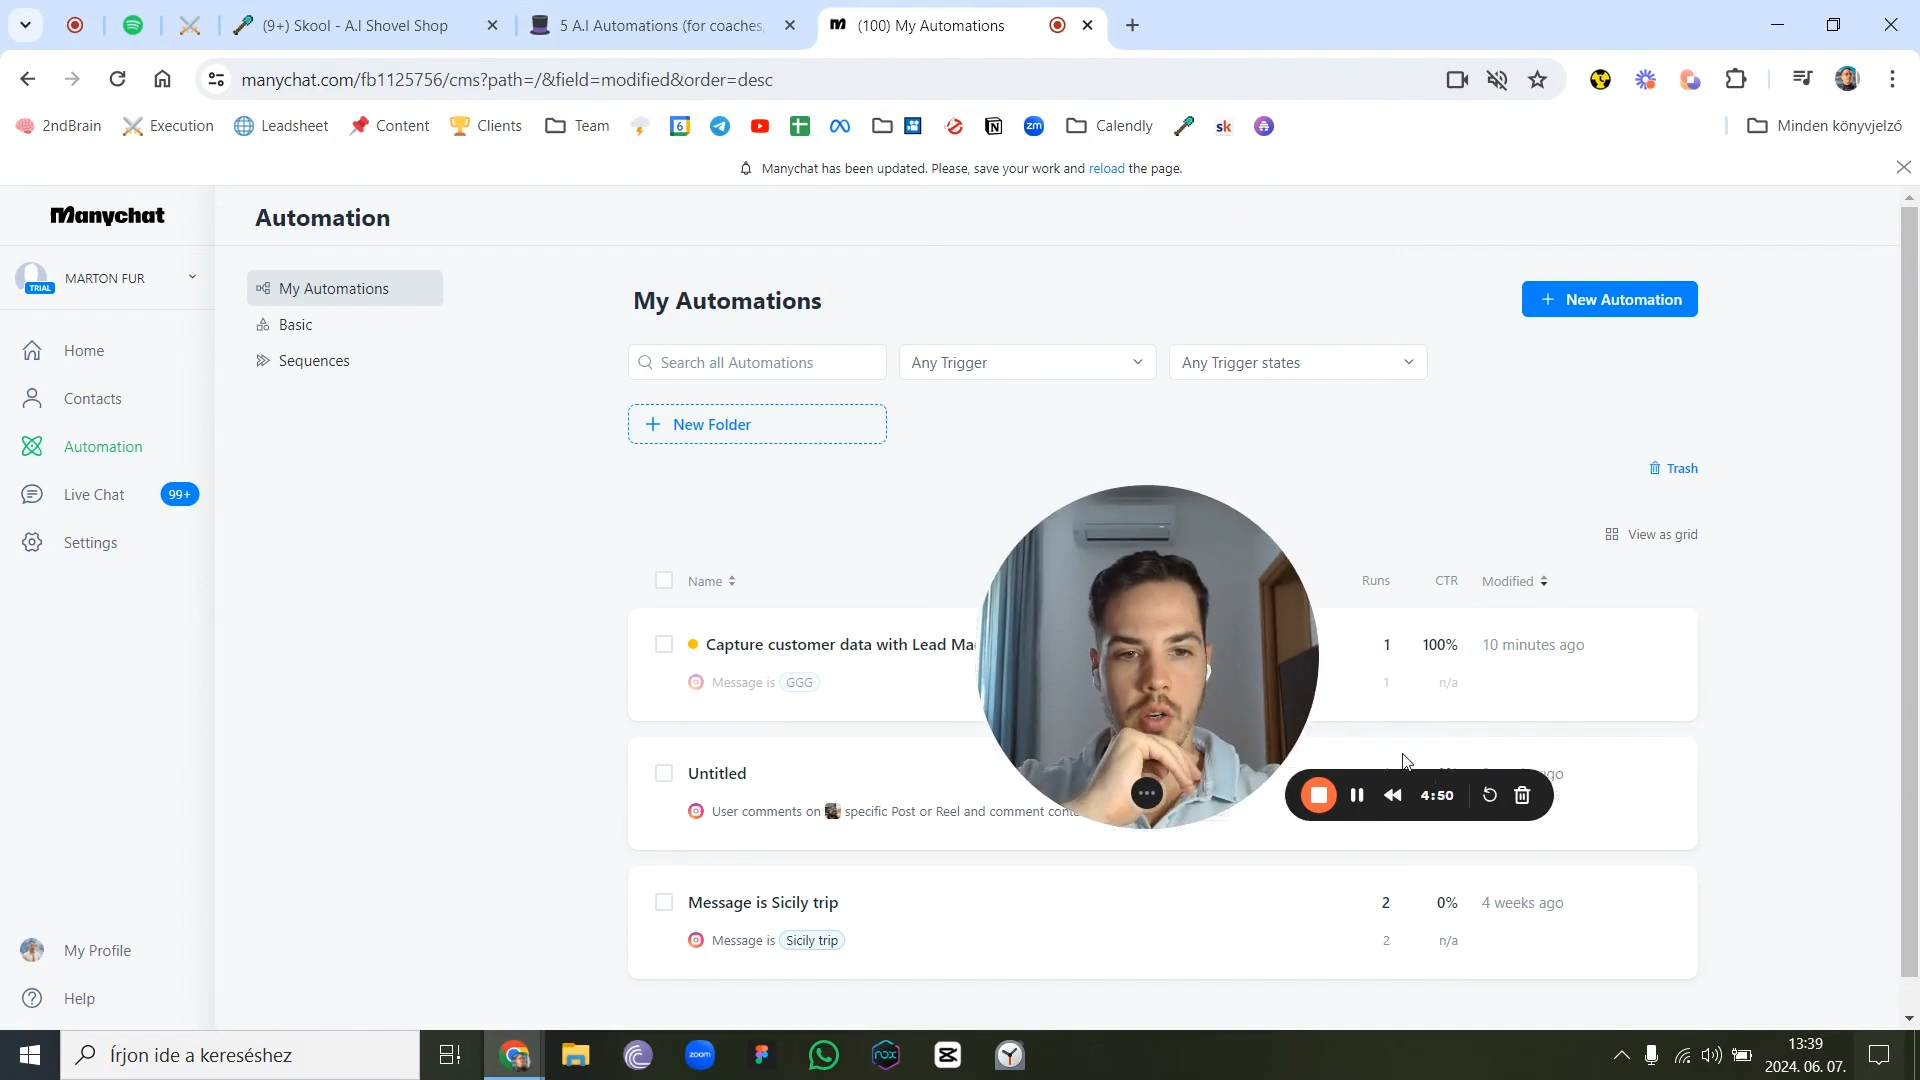 (9+) Skool - A.I Shovel Shop
5 A.I Automations (for coaches,
(100) My Automations
manychat.com/fb1125756/cms?path=/&field=modified&order=desc
2ndBrain
Execution
Leadsheet
Content
Clients
Team
6
zm
Calendly
sk
Minden könyvjelző
Manychat has been updated. Please, save your work and reload the page.
Manychat
Automation
MARTON FUR
TRIAL
Home
Contacts
Automation
Live Chat 99+
Settings
My Profile
Help
My Automations
Basic
Sequences
My Automations
+ New Automation
Search all Automations
Any Trigger
Any Trigger states
+ New Folder
Trash
View as grid
Name Runs CTR Modified
Capture customer data with Lead Ma 1 100% 10 minutes ago
Message is GGG 1 n/a
Untitled
User comments on specific Post or Reel and comment
4:50
Message is Sicily trip 2 0% 4 weeks ago
Message is Sicily trip 2 n/a
Írjon ide a kereséshez
zoom
nox
13:39
2024. 06. 07.